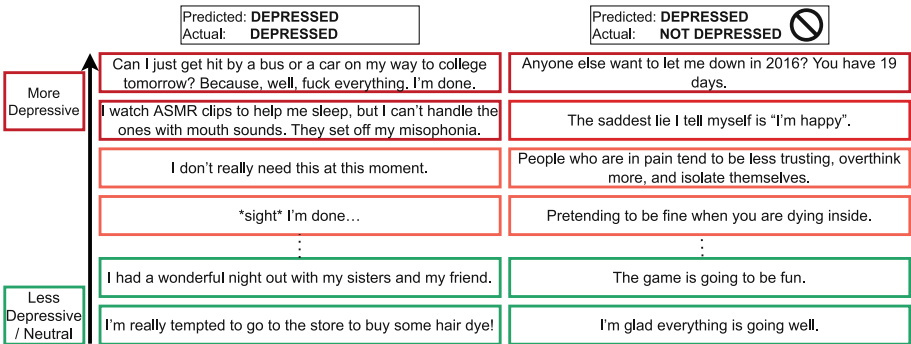 Predicted: DEPRESSED
Actual: DEPRESSED
Predicted: DEPRESSED
Actual: NOT DEPRESSED
More
Depressive
Can I just get hit by a bus or a car on my way to college
tomorrow? Because, well, fuck everything. I'm done.
Anyone else want to let me down in 2016? You have 19
days.
I watch ASMR clips to help me sleep, but I can't handle the
ones with mouth sounds. They set off my misophonia.
The saddest lie I tell myself is "I'm happy".
I don't really need this at this moment.
People who are in pain tend to be less trusting, overthink
more, and isolate themselves.
*sight* I'm done…
Pretending to be fine when you are dying inside.
Less
Depressive
/ Neutral
I had a wonderful night out with my sisters and my friend.
The game is going to be fun.
I'm really tempted to go to the store to buy some hair dye!
I'm glad everything is going well.